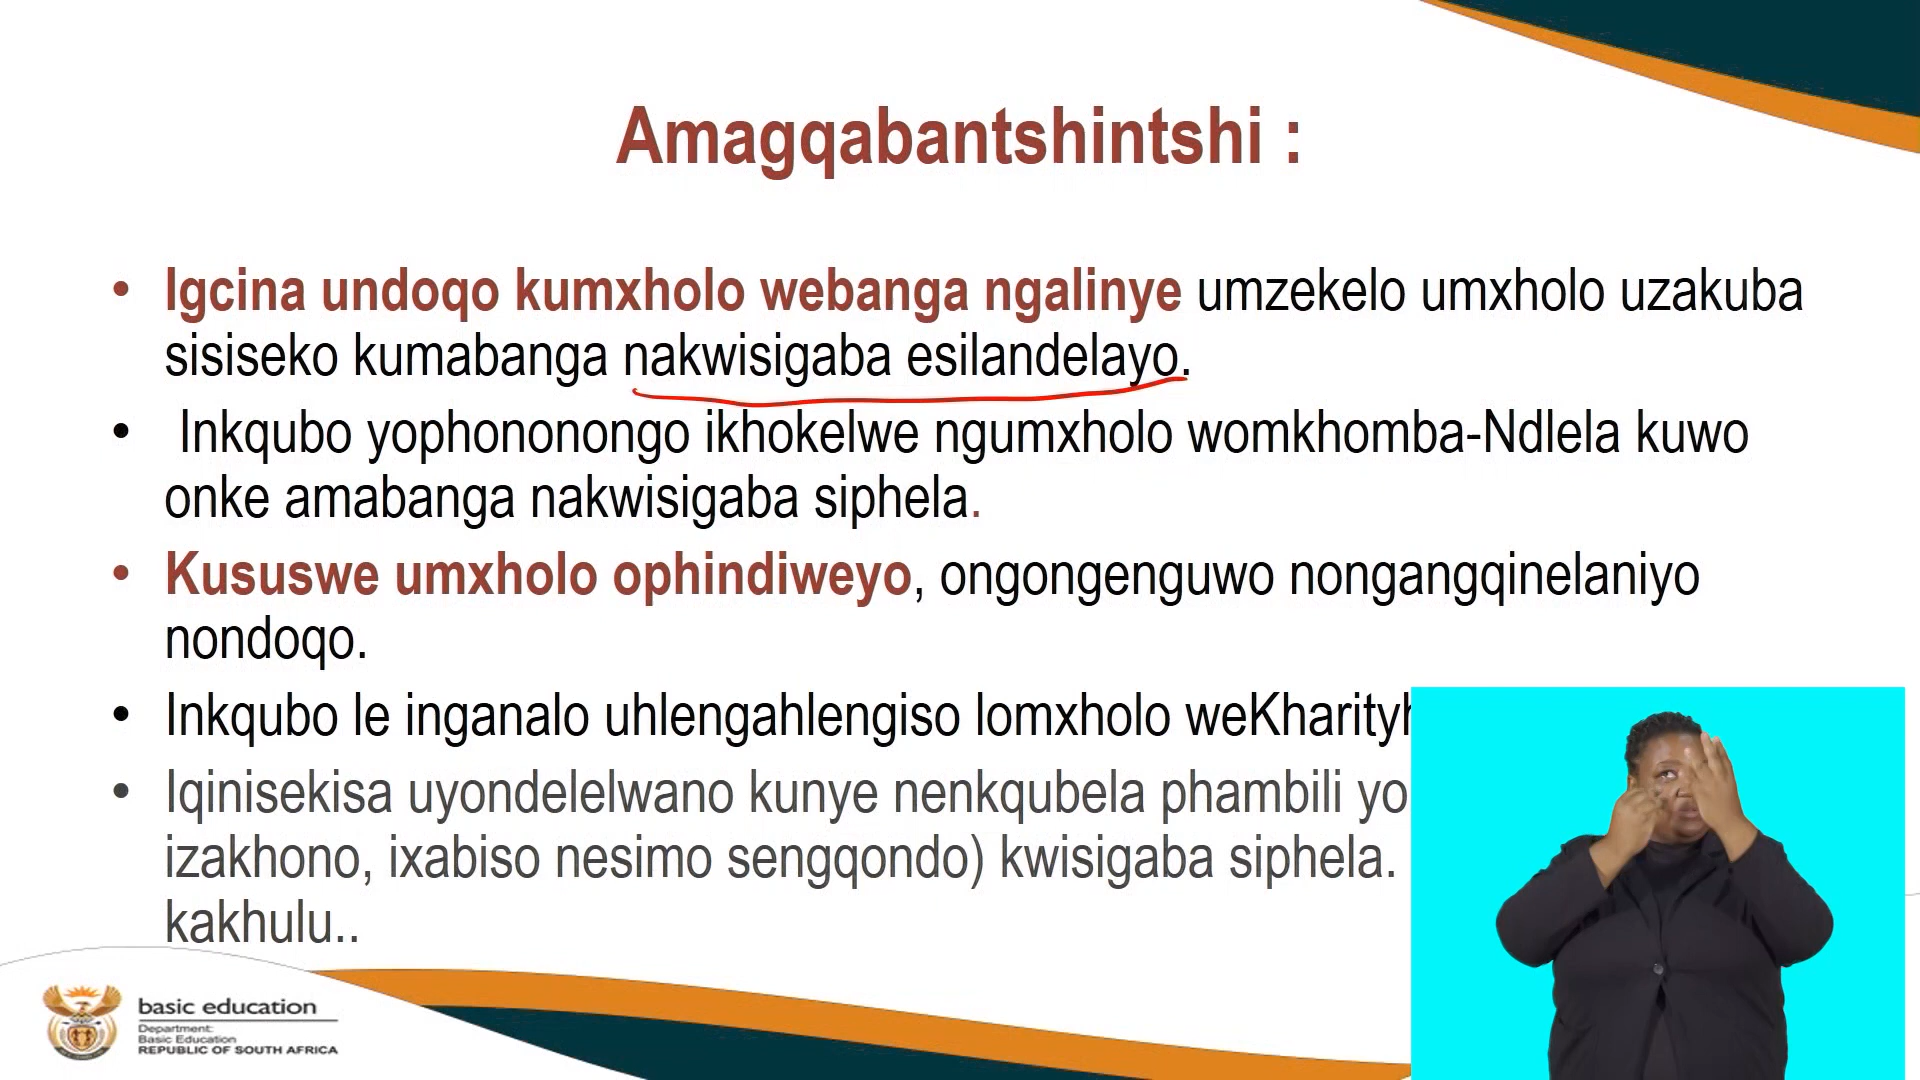 Amagqabantshintshi :
• Igcina undoqo kumxholo webanga ngalinye umzekelo umxholo uzakuba
sisiseko kumabanga nakwisigaba esilandelayo.
• Inkqubo yophononongo ikhokelwe ngumxholo womkhomba-Ndlela kuwo
onke amabanga nakwisigaba siphela.
• Kususwe umxholo ophindiweyo, ongongenguwo nongangqinelaniyo
nondoqo.
• Inkqubo le inganalo uhlengahlengiso lomxholo
• Iqinisekisa uyondelelwano kunye nenkqubela phambili
izakhono, ixabiso nesimo sengqondo) kwisigaba siphela.
kakhulu..
basic education
Department:
Basic Education
REPUBLIC OF SOUTH AFRICA